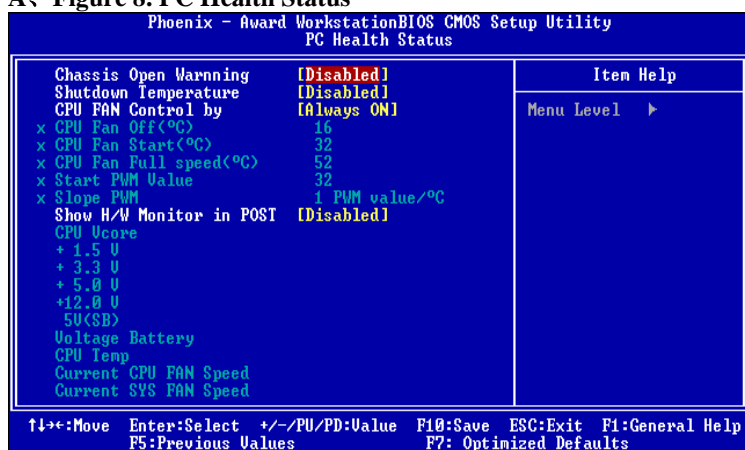 A、Figure 8. PC Health Status
Phoenix - Award WorkstationBIOS CMOS Setup Utility
PC Health Status
Chassis Open Warnning [Disabled]
Shutdown Temperature [Disabled]
CPU FAN Control by [Always ON]
x CPU Fan Off(°C) 16
x CPU Fan Start(°C) 32
x CPU Fan Full speed(°C) 52
x Start PWM Value 32
x Slope PWM 1 PWM value/°C
Show H/W Monitor in POST [Disabled]
CPU Vcore
+ 1.5 V
+ 3.3 V
+ 5.0 V
+12.0 V
5V(SB)
Voltage Battery
CPU Temp
Current CPU FAN Speed
Current SYS FAN Speed
Item Help
Menu Level ►
↑↓→←:Move Enter:Select +/-/PU/PD:Value F10:Save ESC:Exit F1:General Help
F5:Previous Values F7: Optimized Defaults